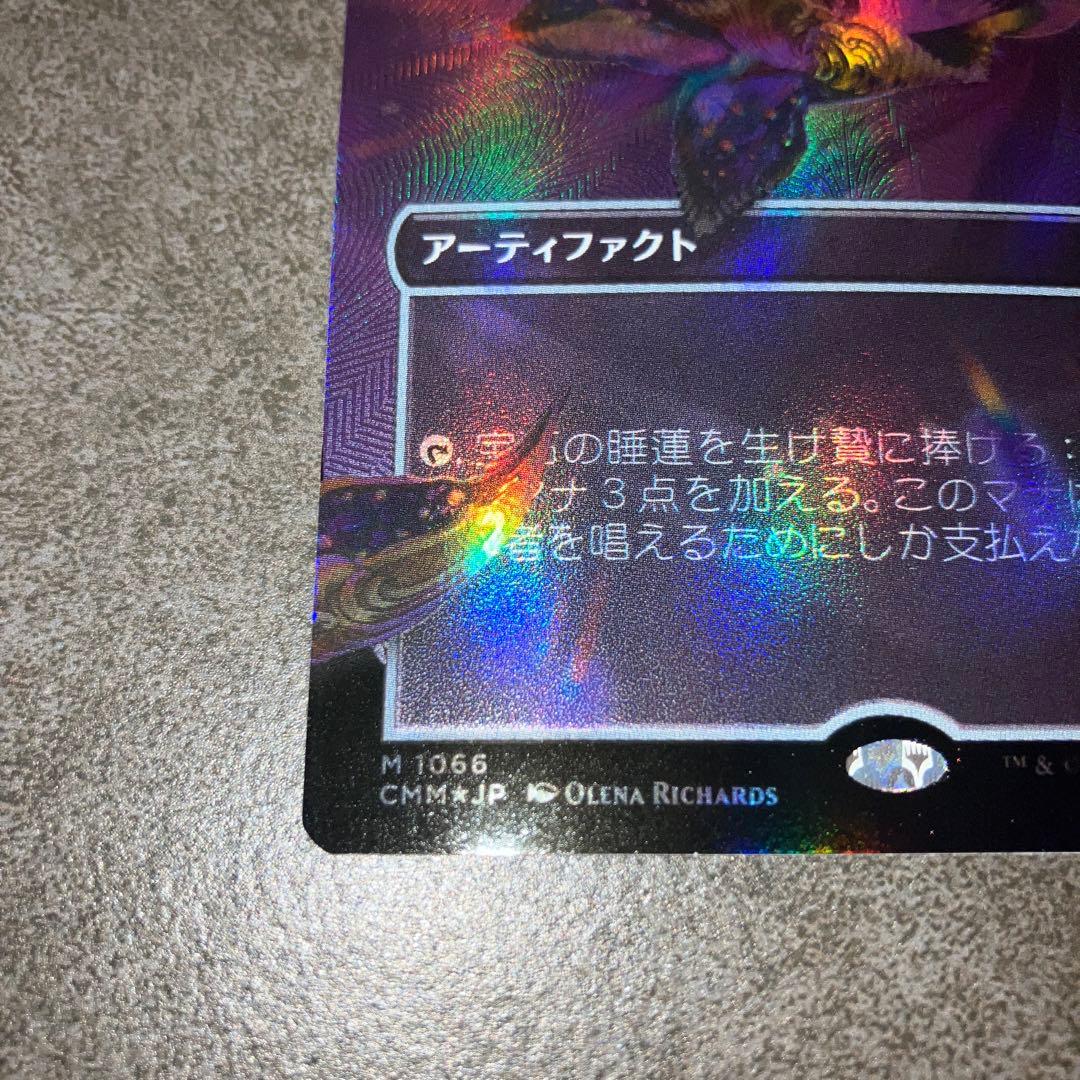 アーティファクト
の睡蓮を生け贄に捧げる:
ナ3点を加える。このマナ
者を唱えるためにしか支払え
M 1066
CMM★JP OLENA RICHARDS
™ &